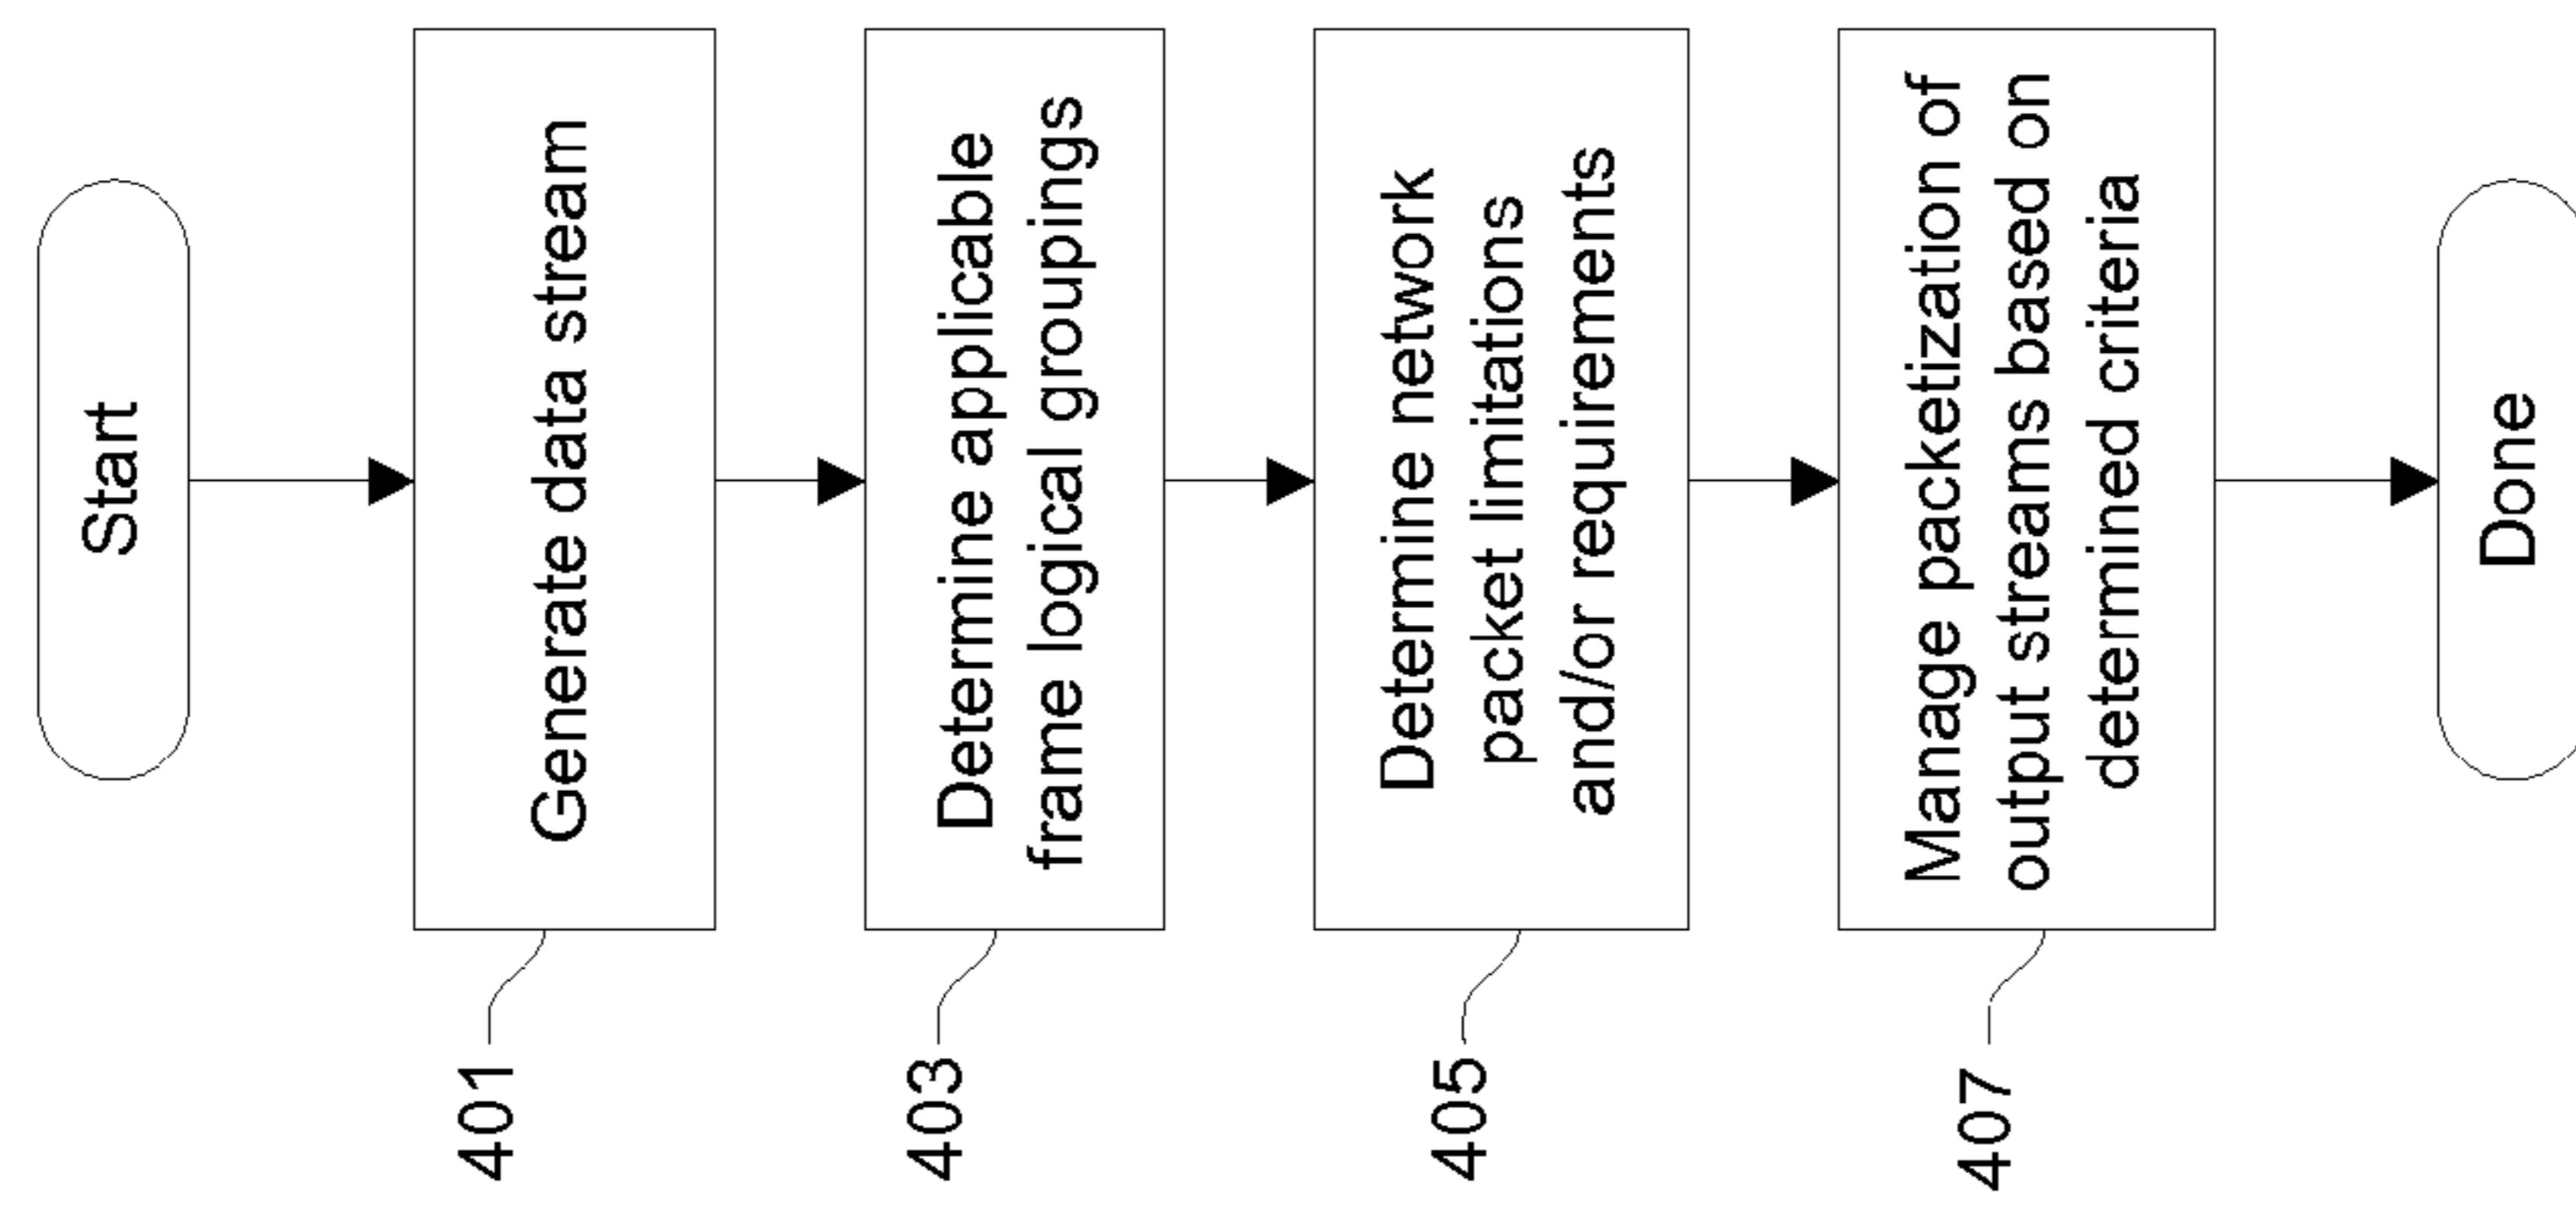 Start
401
Generate data stream
403
Determine applicable
frame logical groupings
405
Determine network
packet limitations
and/or requirements
407
Manage packetization of
output streams based on
determined criteria
Done